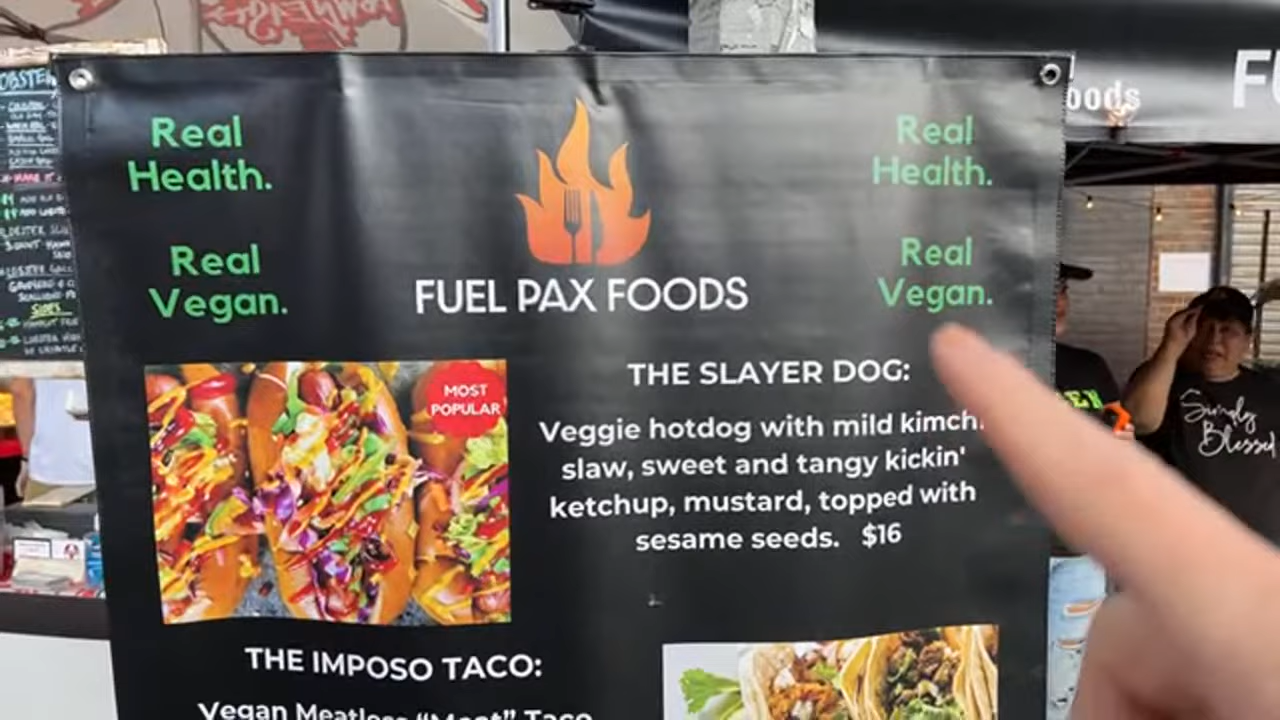 Real
Health.
Real
Vegan.
FUEL PAX FOODS
Real
Health.
Real
Vegan.
MOST
POPULAR
THE SLAYER DOG:
Veggie hotdog with mild kimch
slaw, sweet and tangy kickin'
ketchup, mustard, topped with
sesame seeds. $16
THE IMPOSO TACO:
Vegan Meatless "Meat" Taco
oods
Simply
Blessed